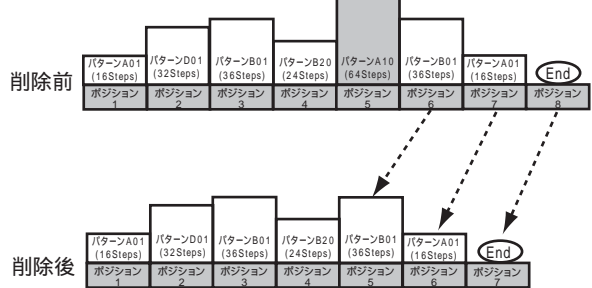 削除前
パターンA01
(16Steps)
パターンD01
(32Steps)
パターンB01
(36Steps)
パターンB20
(24Steps)
パターンA10
(64Steps)
パターンB01
(36Steps)
パターンA01
(16Steps)
End
ポジション
1
ポジション
2
ポジション
3
ポジション
4
ポジション
5
ポジション
6
ポジション
7
ポジション
8
削除後
パターンA01
(16Steps)
パターンD01
(32Steps)
パターンB01
(36Steps)
パターンB20
(24Steps)
パターンB01
(36Steps)
パターンA01
(16Steps)
End
ポジション
1
ポジション
2
ポジション
3
ポジション
4
ポジション
5
ポジション
6
ポジション
7